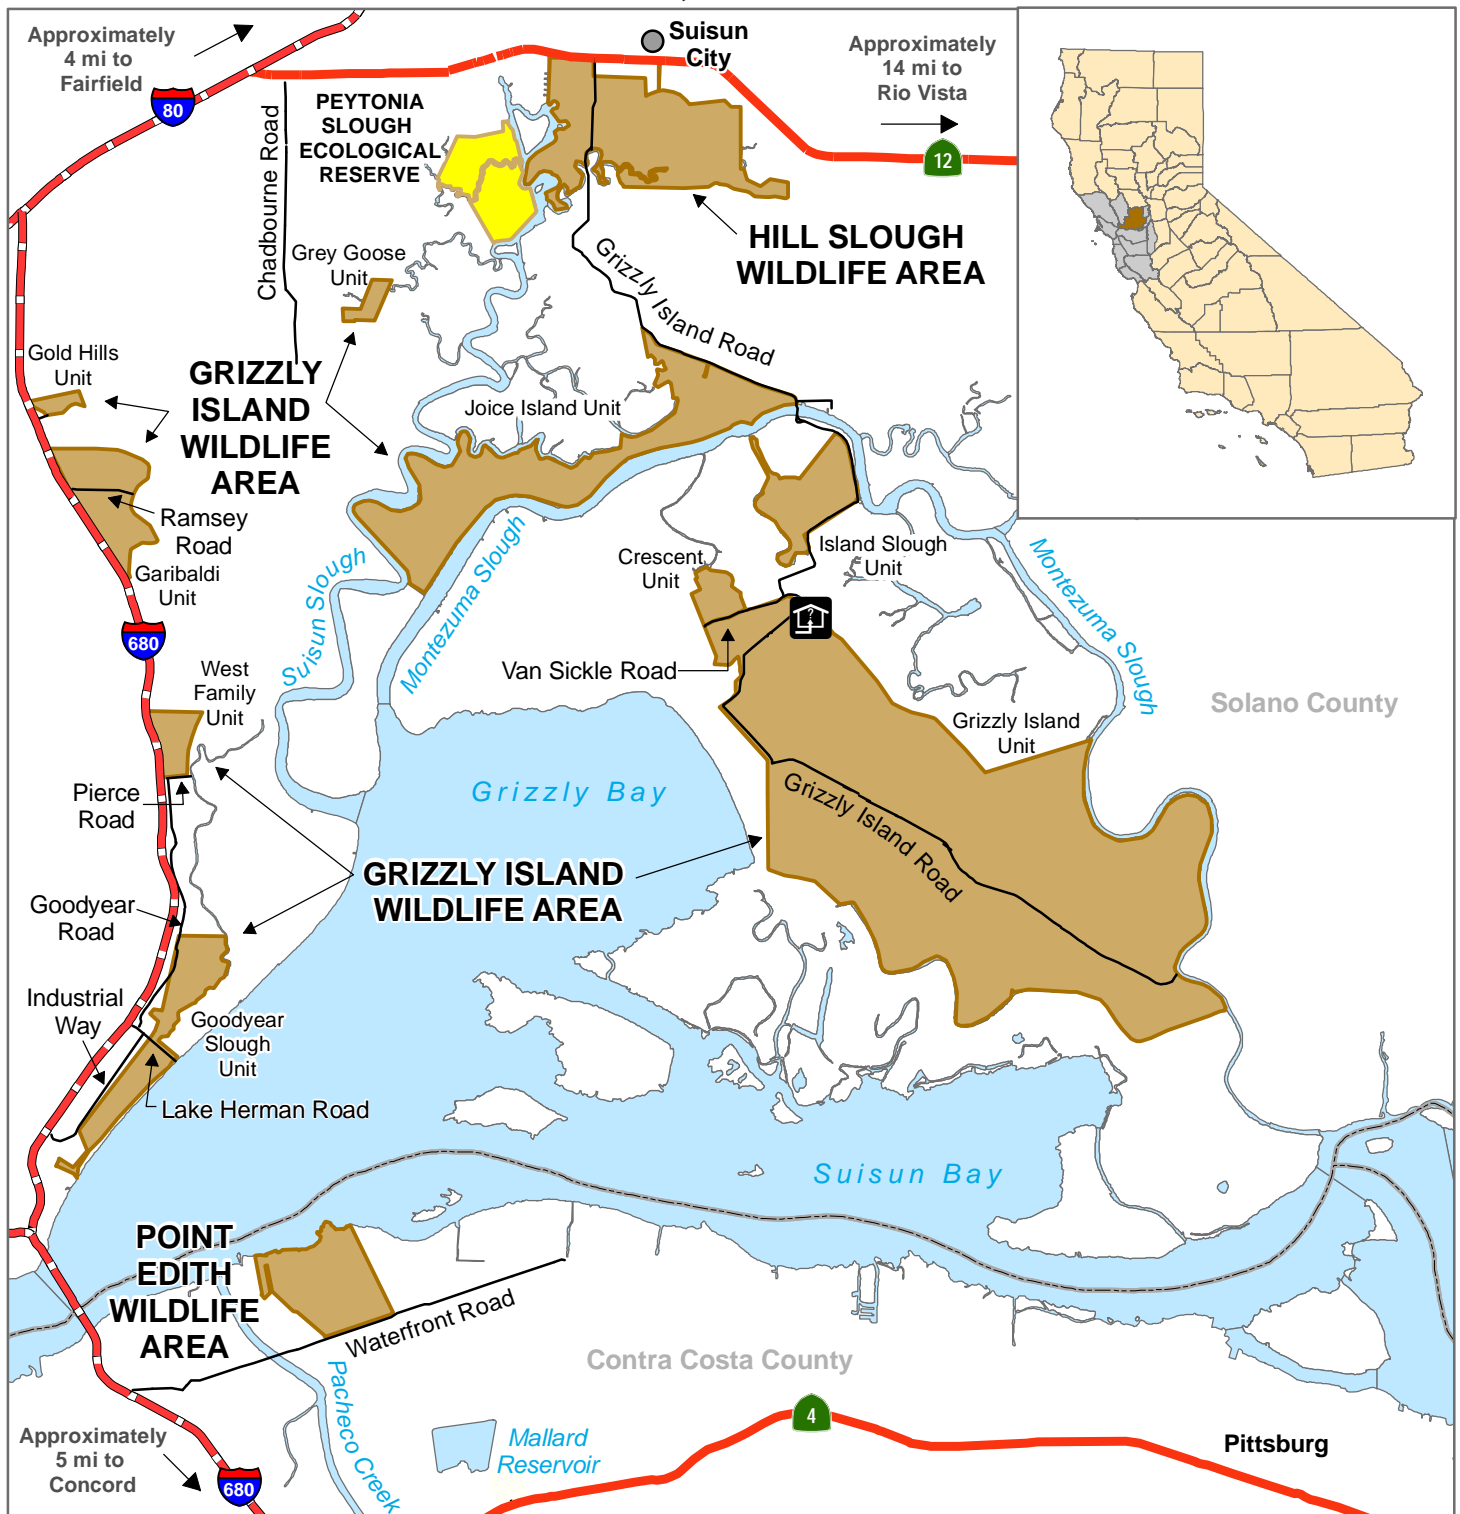 Approximately
4 mi to
Fairfield
80
Suisun
City
Approximately
14 mi to
Rio Vista
12
PEYTONIA
SLOUGH
ECOLOGICAL
RESERVE
Chadbourne Road
HILL SLOUGH
WILDLIFE AREA
Grey Goose
Unit
Grizzly Island Road
Gold Hills
Unit
GRIZZLY
ISLAND
WILDLIFE
AREA
Joice Island Unit
Ramsey
Road
Garibaldi
Unit
680
Suisun Slough
Montezuma Slough
Crescent
Unit
Island Slough
Unit
Montezuma Slough
?
Van Sickle Road
West
Family
Unit
Solano County
Grizzly Island
Unit
Pierce
Road
Grizzly Bay
Grizzly Island Road
GRIZZLY ISLAND
WILDLIFE AREA
Goodyear
Road
Industrial
Way
Goodyear
Slough
Unit
Lake Herman Road
Suisun Bay
POINT
EDITH
WILDLIFE
AREA
Waterfront Road
Contra Costa County
Pacheco Creek
4
Approximately
5 mi to
Concord
680
Mallard
Reservoir
Pittsburg